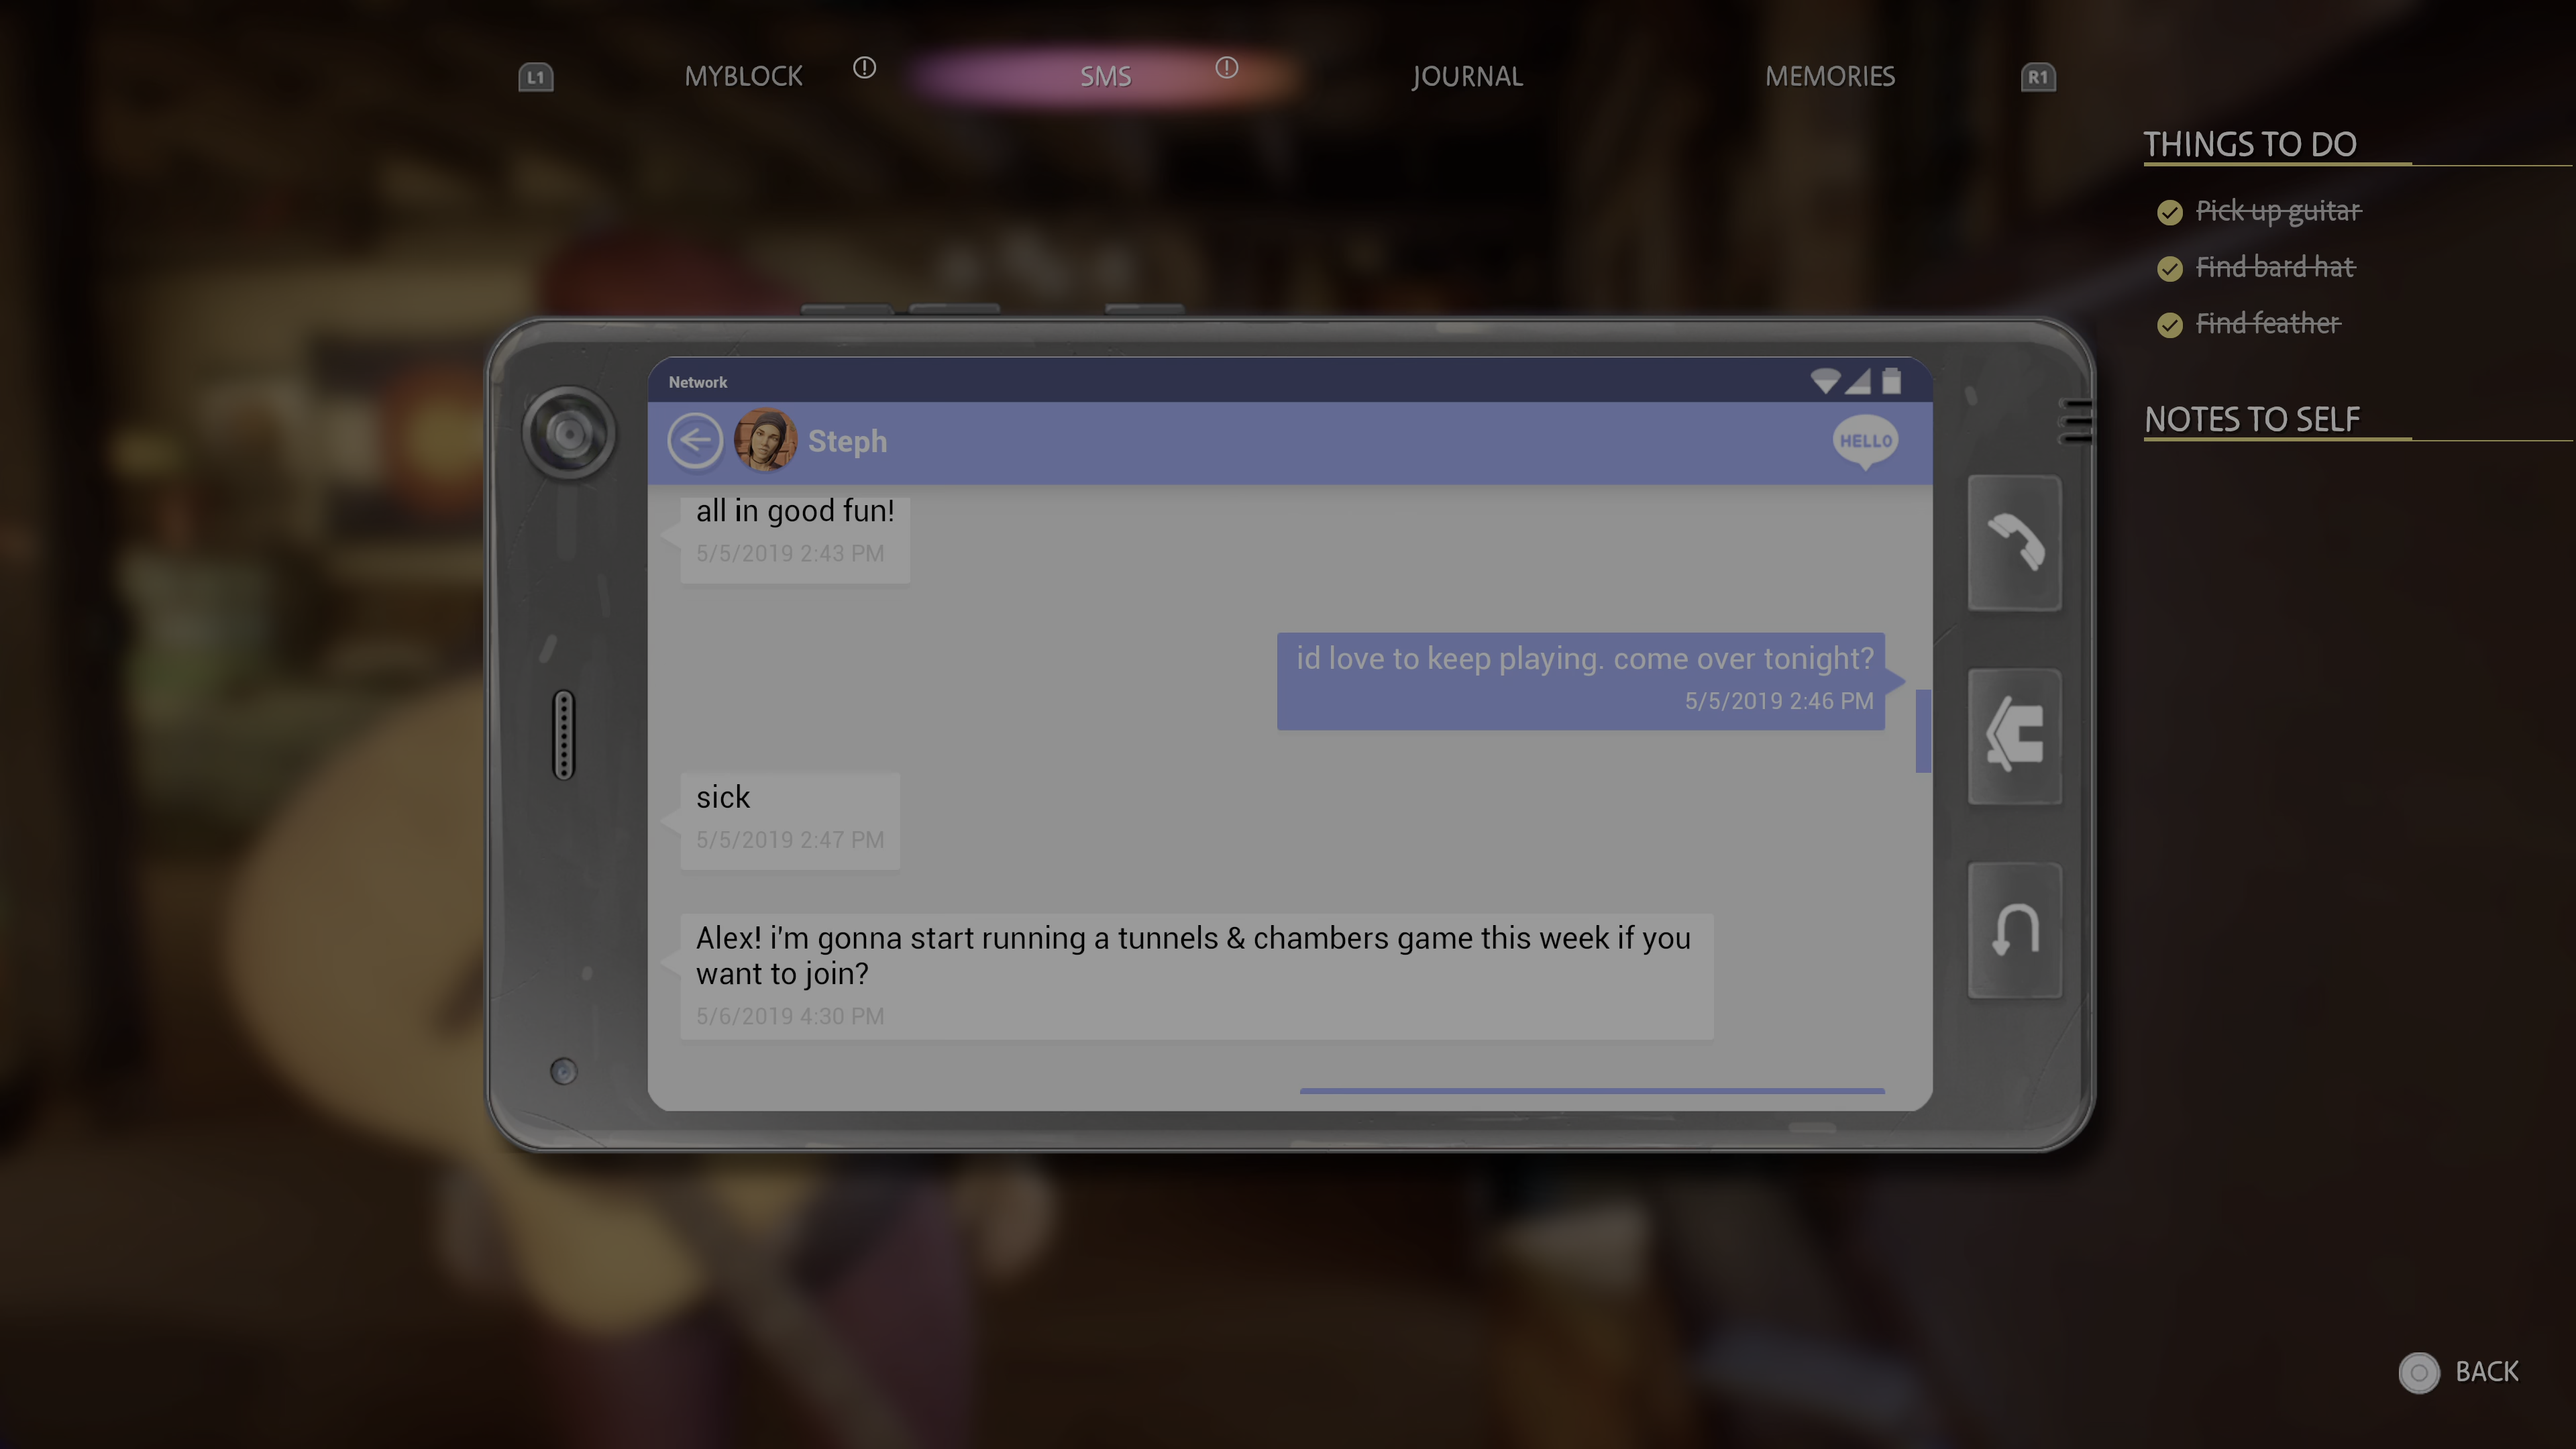 L1
MYBLOCK
SMS
JOURNAL
MEMORIES
R1
THINGS TO DO
Pick up guitar
Find bard hat
Find feather
NOTES TO SELF
Network
Steph
HELLO
all in good fun!
5/5/2019 2:43 PM
id love to keep playing. come over tonight?
5/5/2019 2:46 PM
sick
5/5/2019 2:47 PM
Alex! i'm gonna start running a tunnels & chambers game this week if you
want to join?
5/6/2019 4:30 PM
BACK